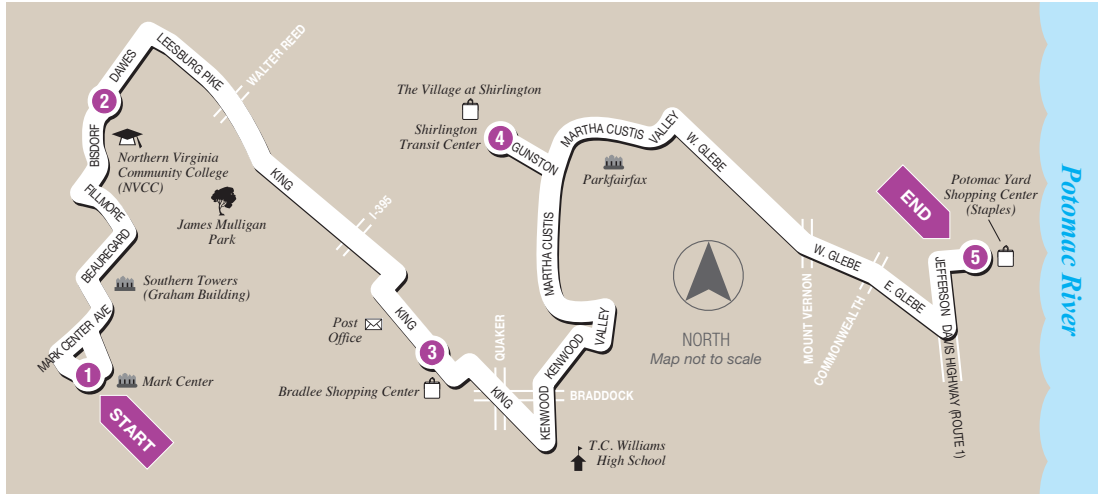 DAWES
LEESBURG PIKE
WALTER REED
2
BISDORF
Northern Virginia
Community College
(NVCC)
FILLMORE
James Mulligan
Park
KING
I-395
BEAUREGARD
Southern Towers
(Graham Building)
MARK CENTER AVE
1
Mark Center
START
Post
Office
KING
3
Bradlee Shopping Center
QUAKER
KING
BRADDOCK
KENWOOD
KENWOOD
VALLEY
T.C. Williams
High School
The Village at Shirlington
Shirlington
Transit Center
4
GUNSTON
MARTHA CUSTIS
MARTHA CUSTIS
VALLEY
Parkfairfax
W. GLEBE
NORTH
Map not to scale
MOUNT VERNON
W. GLEBE
COMMONWEALTH
E. GLEBE
JEFFERSON DAVIS HIGHWAY (ROUTE 1)
END
Potomac Yard
Shopping Center
(Staples)
5
Potomac River